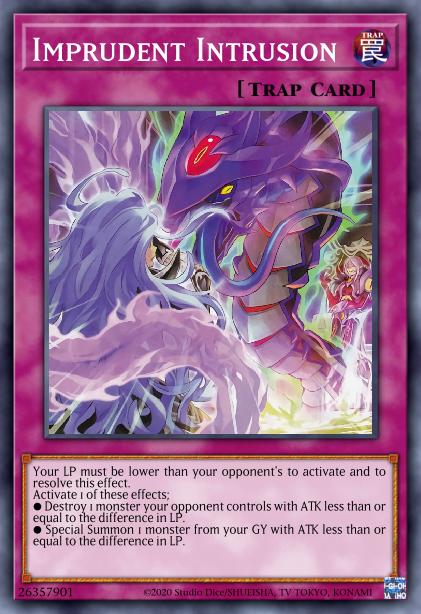 IMPRUDENT INTRUSION
TRAP
罠
[TRAP CARD]
Your LP must be lower than your opponent's to activate and to
resolve this effect.
Activate 1 of these effects;
● Destroy 1 monster your opponent controls with ATK less than or
equal to the difference in LP.
● Special Summon 1 monster from your GY with ATK less than or
equal to the difference in LP.
26357901
©2020 Studio Dice/SHUEISHA, TV TOKYO, KONAMI